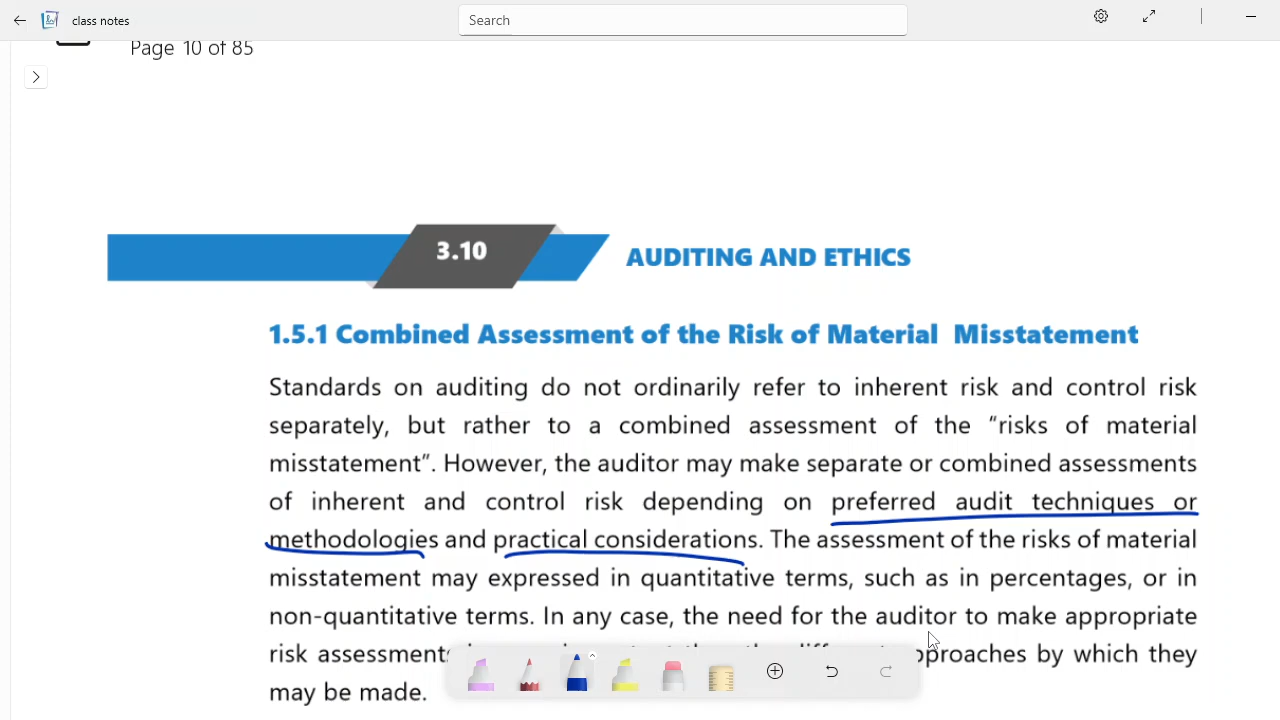 class notes
Search
Page 10 of 85
3.10
AUDITING AND ETHICS
1.5.1 Combined Assessment of the Risk of Material Misstatement
Standards on auditing do not ordinarily refer to inherent risk and control risk
separately, but rather to a combined assessment of the “risks of material
misstatement”. However, the auditor may make separate or combined assessments
of inherent and control risk depending on preferred audit techniques or
methodologies and practical considerations. The assessment of the risks of material
misstatement may expressed in quantitative terms, such as in percentages, or in
non-quantitative terms. In any case, the need for the auditor to make appropriate
risk assessments by which they
may be made.